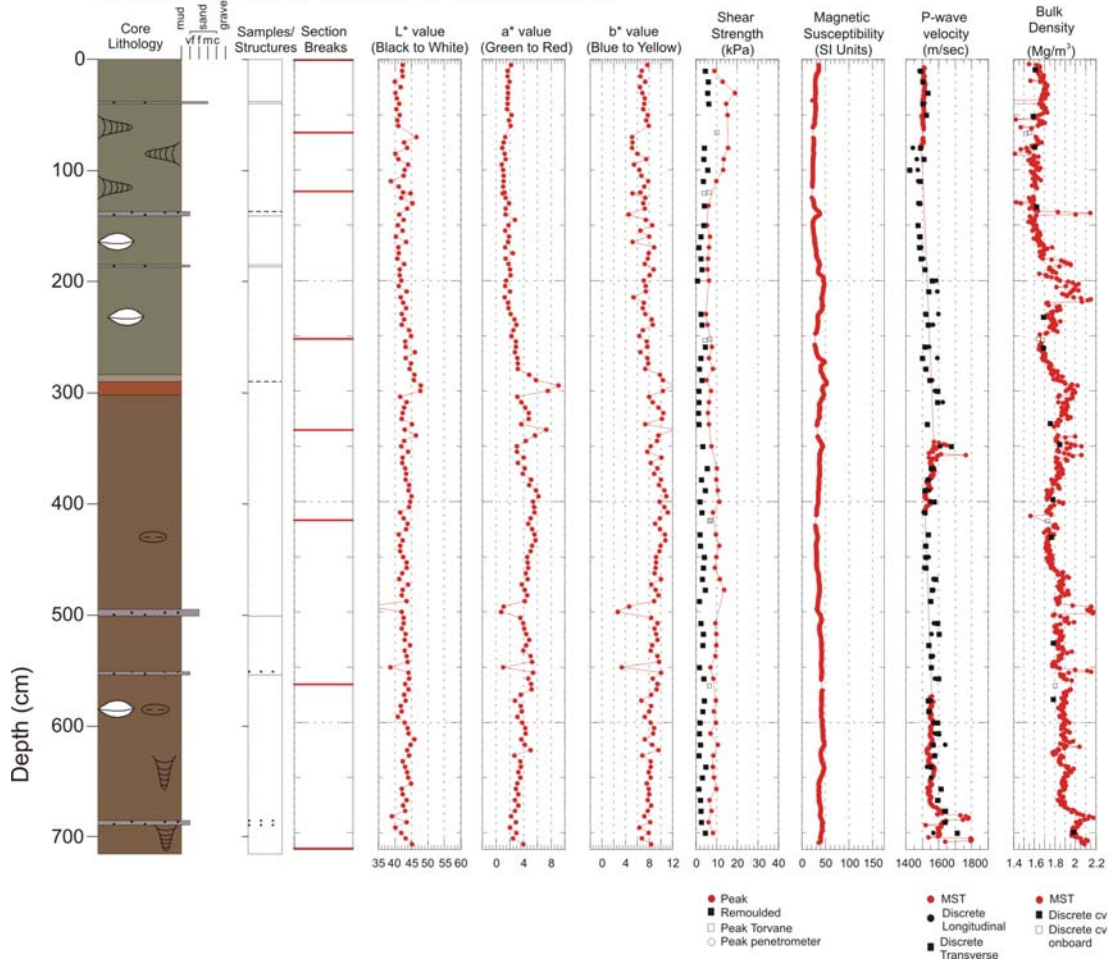 mud
sand
gravel
vf f m c
Core
Lithology
Samples/
Structures
Section
Breaks
L* value
(Black to White)
a* value
(Green to Red)
b* value
(Blue to Yellow)
Shear
Strength
(kPa)
Magnetic
Susceptibility
(SI Units)
P-wave
velocity
(m/sec)
Bulk
Density
(Mg/m³)
0
100
200
300
400
500
600
700
Depth (cm)
35 40 45 50 55 60
0 4 8
0 4 8 12
0 10 20 30 40
0 50 100 150
1400 1600 1800
1.4 1.6 1.8 2 2.2
Peak
Remoulded
Peak Torvane
Peak penetrometer
MST
Discrete
Longitudinal
Discrete
Transverse
MST
Discrete cv
Discrete cv
onboard